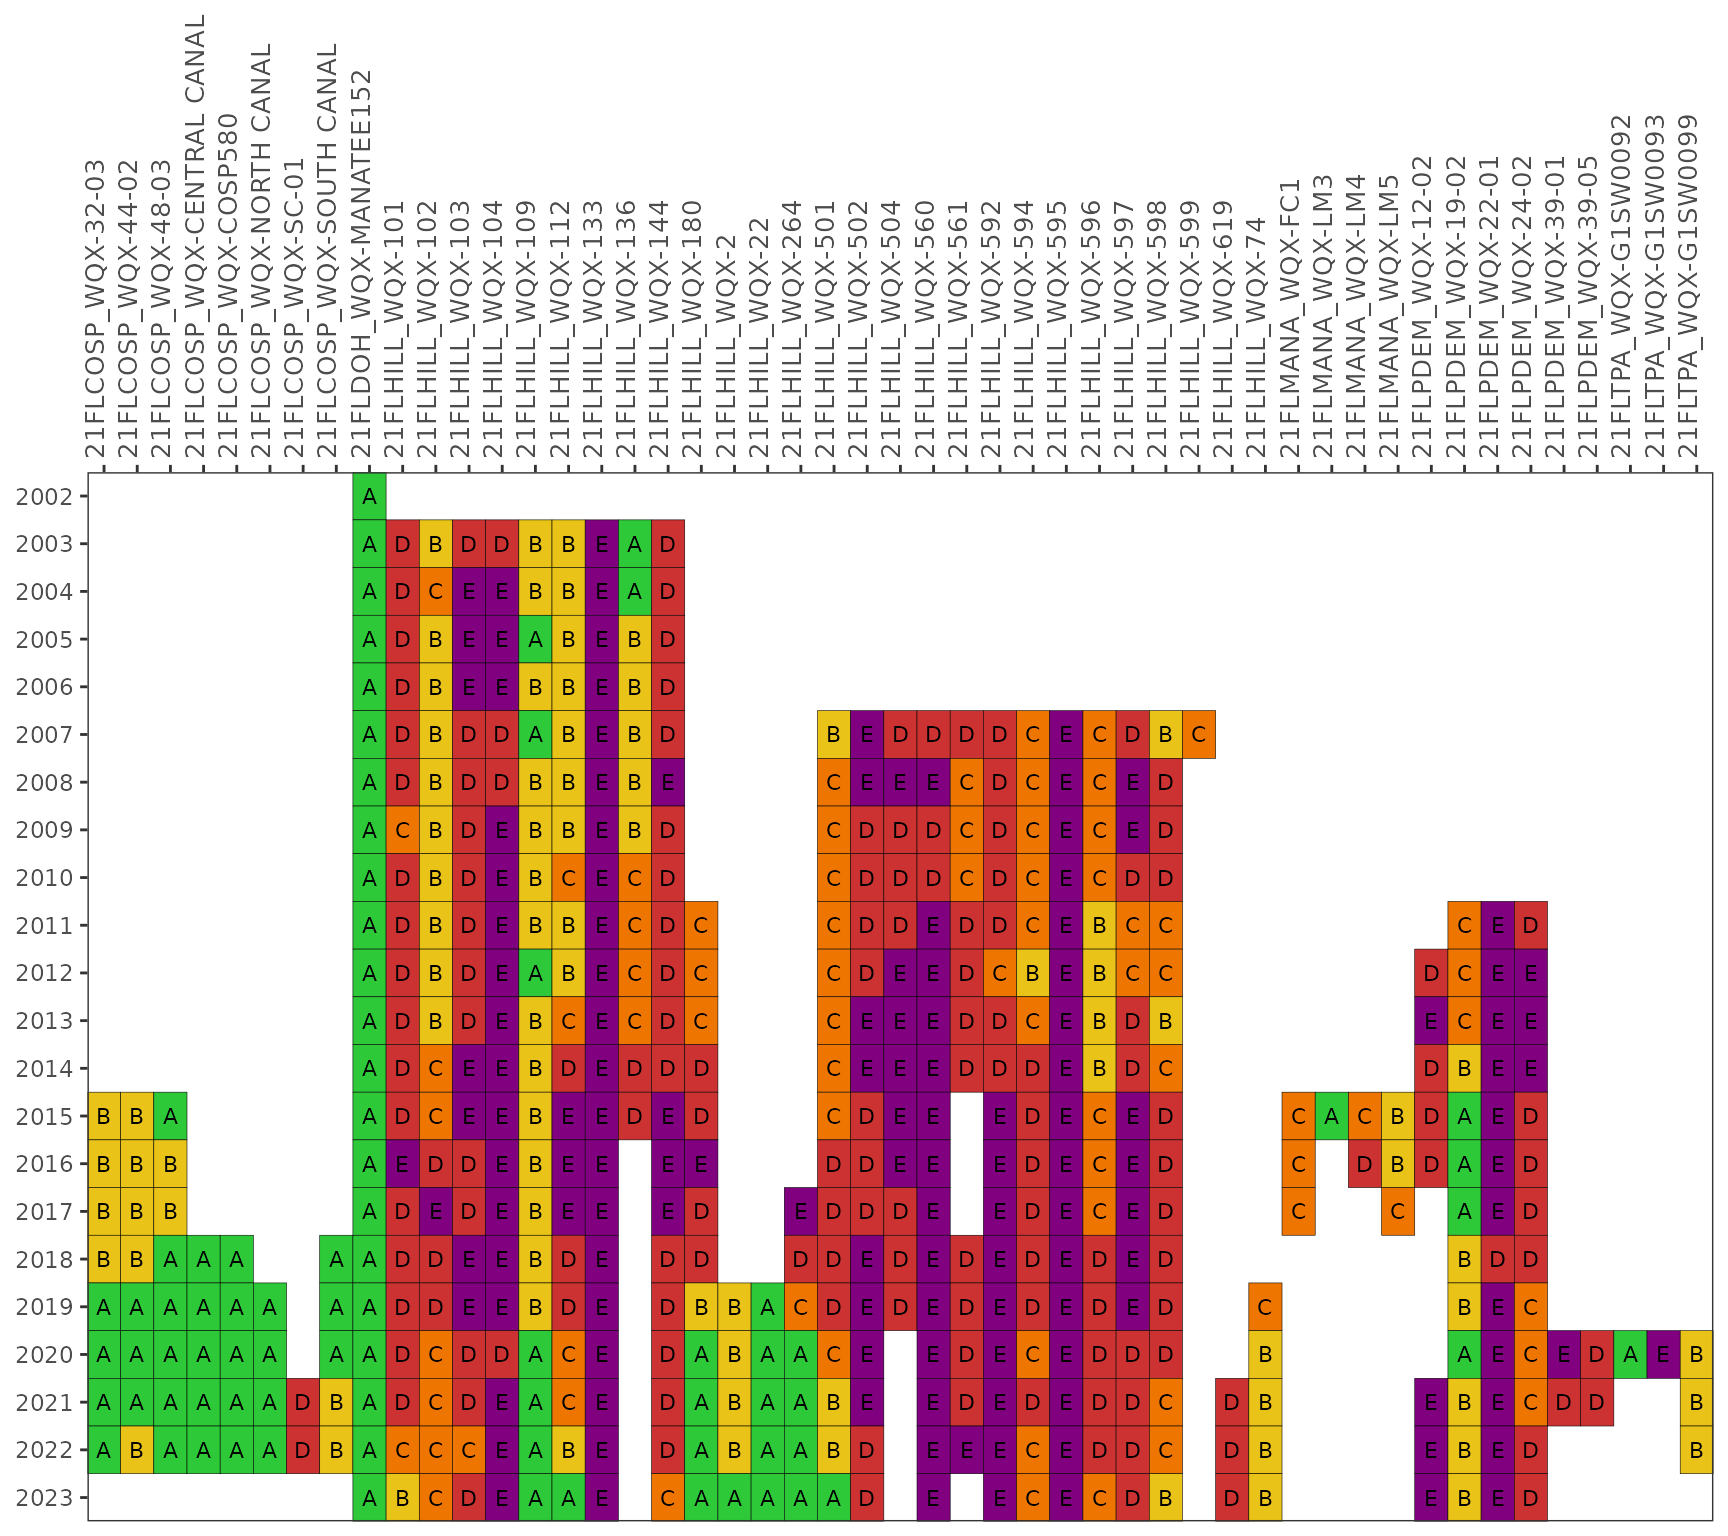 21FLCOSP_WQX-32-03
21FLCOSP_WQX-44-02
21FLCOSP_WQX-48-03
21FLCOSP_WQX-CENTRAL CANAL
21FLCOSP_WQX-COSP580
21FLCOSP_WQX-NORTH CANAL
21FLCOSP_WQX-SC-01
21FLCOSP_WQX-SOUTH CANAL
21FLDOH_WQX-MANATEE152
21FLHILL_WQX-101
21FLHILL_WQX-102
21FLHILL_WQX-103
21FLHILL_WQX-104
21FLHILL_WQX-109
21FLHILL_WQX-112
21FLHILL_WQX-133
21FLHILL_WQX-136
21FLHILL_WQX-144
21FLHILL_WQX-180
21FLHILL_WQX-2
21FLHILL_WQX-22
21FLHILL_WQX-264
21FLHILL_WQX-501
21FLHILL_WQX-502
21FLHILL_WQX-504
21FLHILL_WQX-560
21FLHILL_WQX-561
21FLHILL_WQX-592
21FLHILL_WQX-594
21FLHILL_WQX-595
21FLHILL_WQX-596
21FLHILL_WQX-597
21FLHILL_WQX-598
21FLHILL_WQX-599
21FLHILL_WQX-619
21FLHILL_WQX-74
21FLMANA_WQX-FC1
21FLMANA_WQX-LM3
21FLMANA_WQX-LM4
21FLMANA_WQX-LM5
21FLPDEM_WQX-12-02
21FLPDEM_WQX-19-02
21FLPDEM_WQX-22-01
21FLPDEM_WQX-24-02
21FLPDEM_WQX-39-01
21FLPDEM_WQX-39-05
21FLTPA_WQX-G1SW0092
21FLTPA_WQX-G1SW0093
21FLTPA_WQX-G1SW0099
2002 A
2003 A D B D D B B E A D
2004 A D C E E B B E A D
2005 A D B E E A B E B D
2006 A D B E E B B E B D
2007 A D B D D A B E B D B E D D D D C E C D B C
2008 A D B D D B B E B E C E E E C D C E C E D
2009 A C B D E B B E B D C D D D C D C E C E D
2010 A D B D E B C E C D C D D D C D C E C D D
2011 A D B D E B B E C D C C D D E D D C E B C C C E D
2012 A D B D E A B E C D C C D E E D C B E B C C D C E E
2013 A D B D E B C E C D C C E E E D D C E B D B E C E E
2014 A D C E E B D E D D D C E E E D D D E B D C D B E E
2015 B B A A D C E E B E E D E D C D E E E D E C E D C A C B D A E D
2016 B B B A E D D E B E E E E D D E E E D E C E D C D B D A E D
2017 B B B A D E D E B E E E D E D D D E E D E C E D C C A E D
2018 B B A A A A A D D E E B D E D D D D E D E D E D E D E D B D D
2019 A A A A A A A A D D E E B D E D B B A C D E D E D E D E D E D C B E C
2020 A A A A A A A A D C D D A C E D A B A A C E E D E C E D D D B A E C E D A E B
2021 A A A A A A D B A D C D E A C E D A B A A B E E D E D E D D C D B E B E C D D B
2022 A B A A A A D B A C C C E A B E D A B A A B D E E E C E D D C D B E B E D B
2023 A B C D E A A E C A A A A A D E E C E C D B D B E B E D